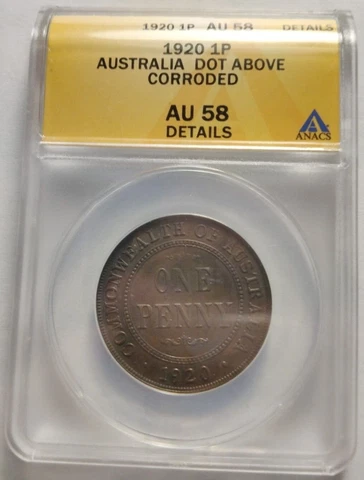 1920 1P AU 58 DETAILS
1920 1P
AUSTRALIA DOT ABOVE
CORRODED
AU 58
DETAILS
ANACS
COMMONWEALTH OF AUSTRALIA
ONE
PENNY
1920